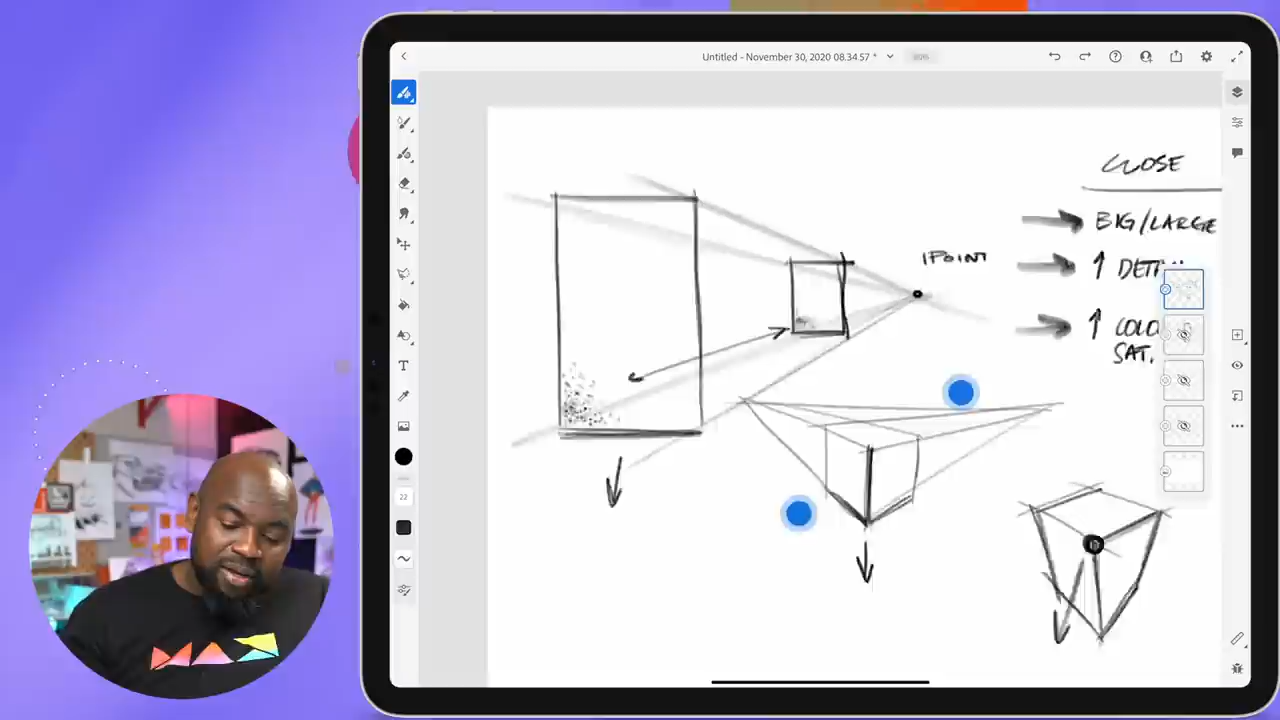 Untitled - November 30, 2020 08.34.57 *
CLOSE
BIG/LARGE
1POINT
↑ DET
↑ COLO
SAT.
T
22